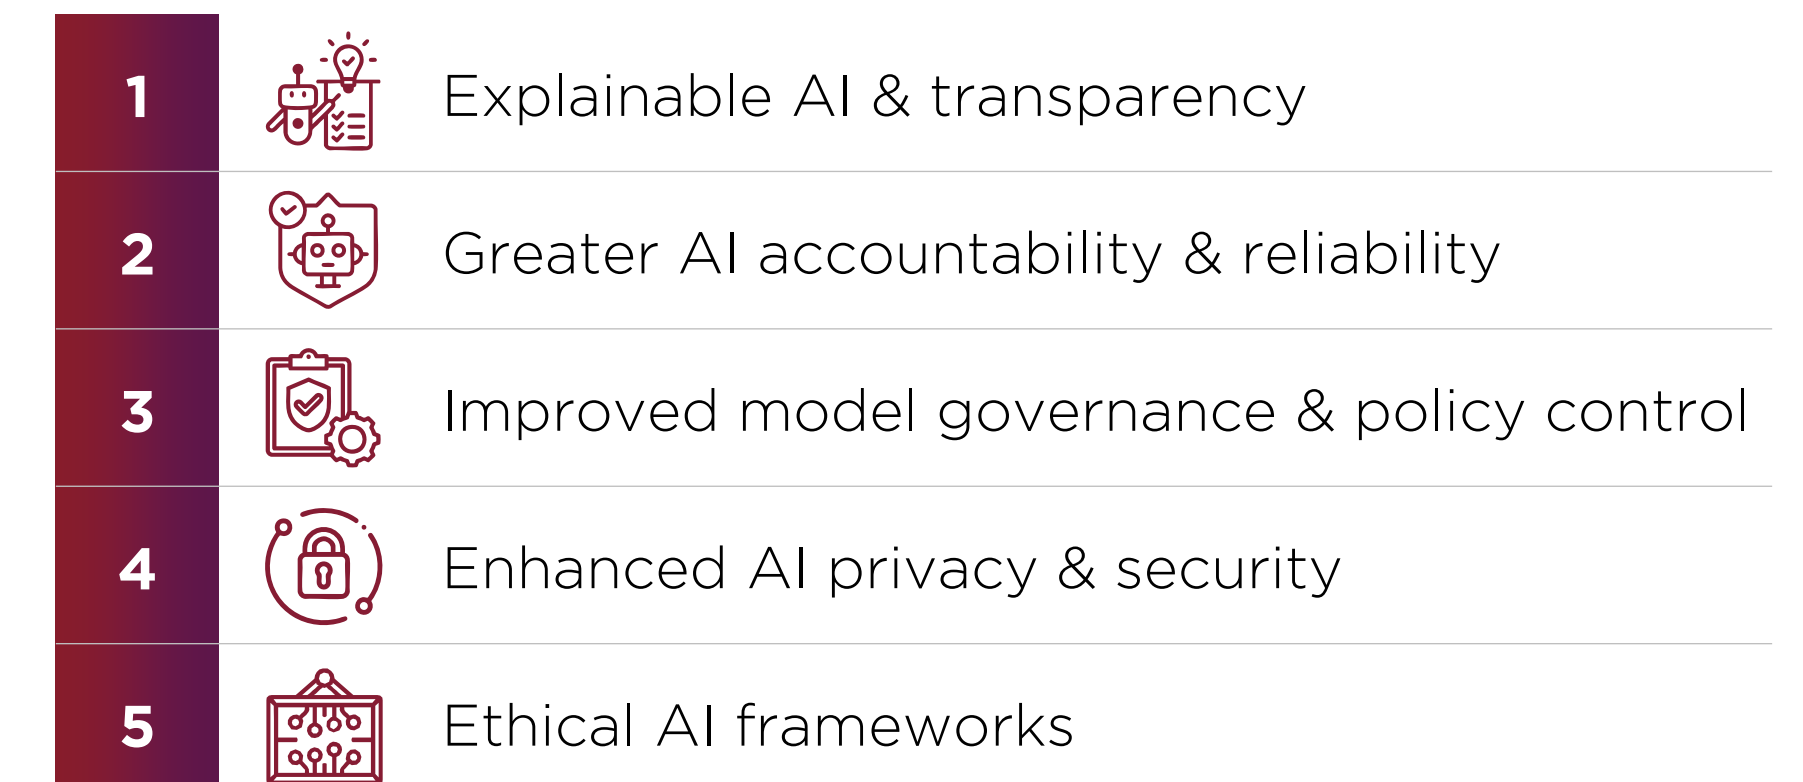 1 Explainable AI & transparency
2 Greater AI accountability & reliability
3 Improved model governance & policy control
4 Enhanced AI privacy & security
5 Ethical AI frameworks